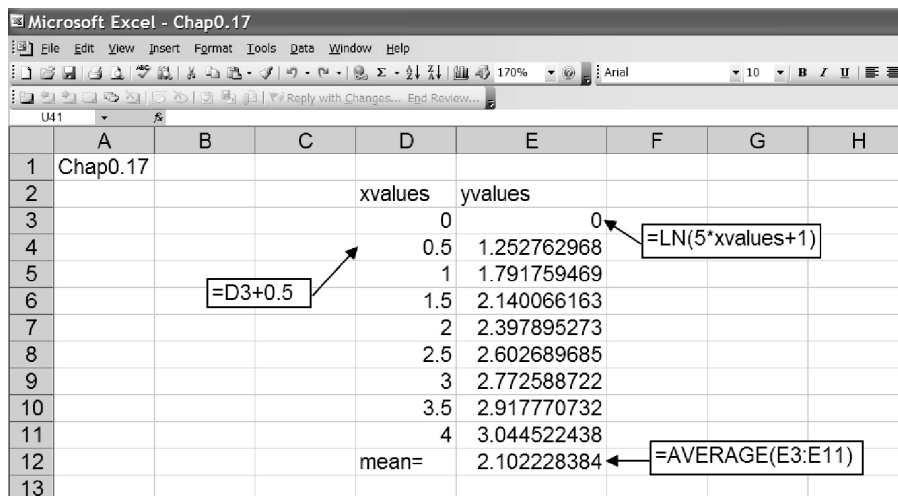 Microsoft Excel - Chap0.17
File Edit View Insert Format Tools Data Window Help
170% Arial 10 B I U
Reply with Changes... End Review...
U41 fx
A B C D E F G H
1 Chap0.17
2 xvalues yvalues
3 0 0
=LN(5*xvalues+1)
4 0.5 1.252762968
5 1 1.791759469
=D3+0.5
6 1.5 2.140066163
7 2 2.397895273
8 2.5 2.602689685
9 3 2.772588722
10 3.5 2.917770732
11 4 3.044522438
12 mean= 2.102228384 =AVERAGE(E3:E11)
13